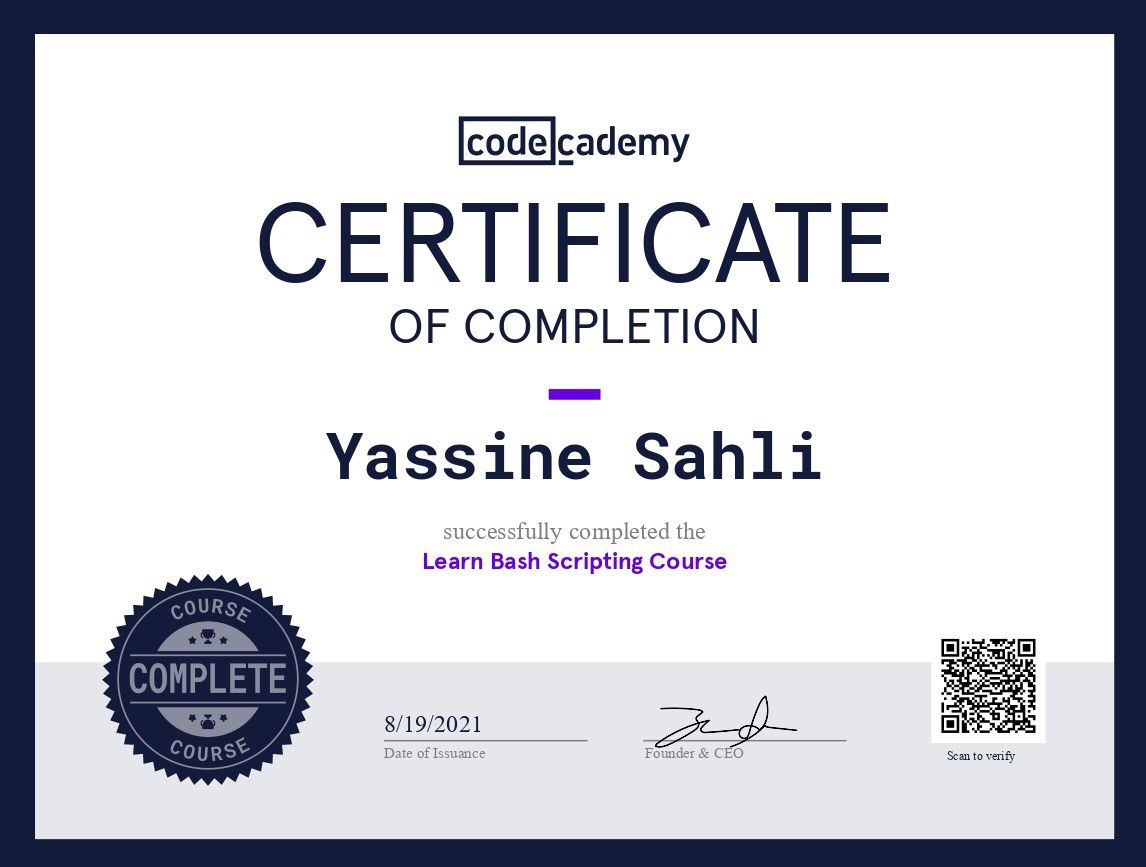 codecademy
CERTIFICATE
OF COMPLETION
Yassine Sahli
successfully completed the
Learn Bash Scripting Course
COURSE
COMPLETE
COURSE
8/19/2021
Date of Issuance
Founder & CEO
Scan to verify